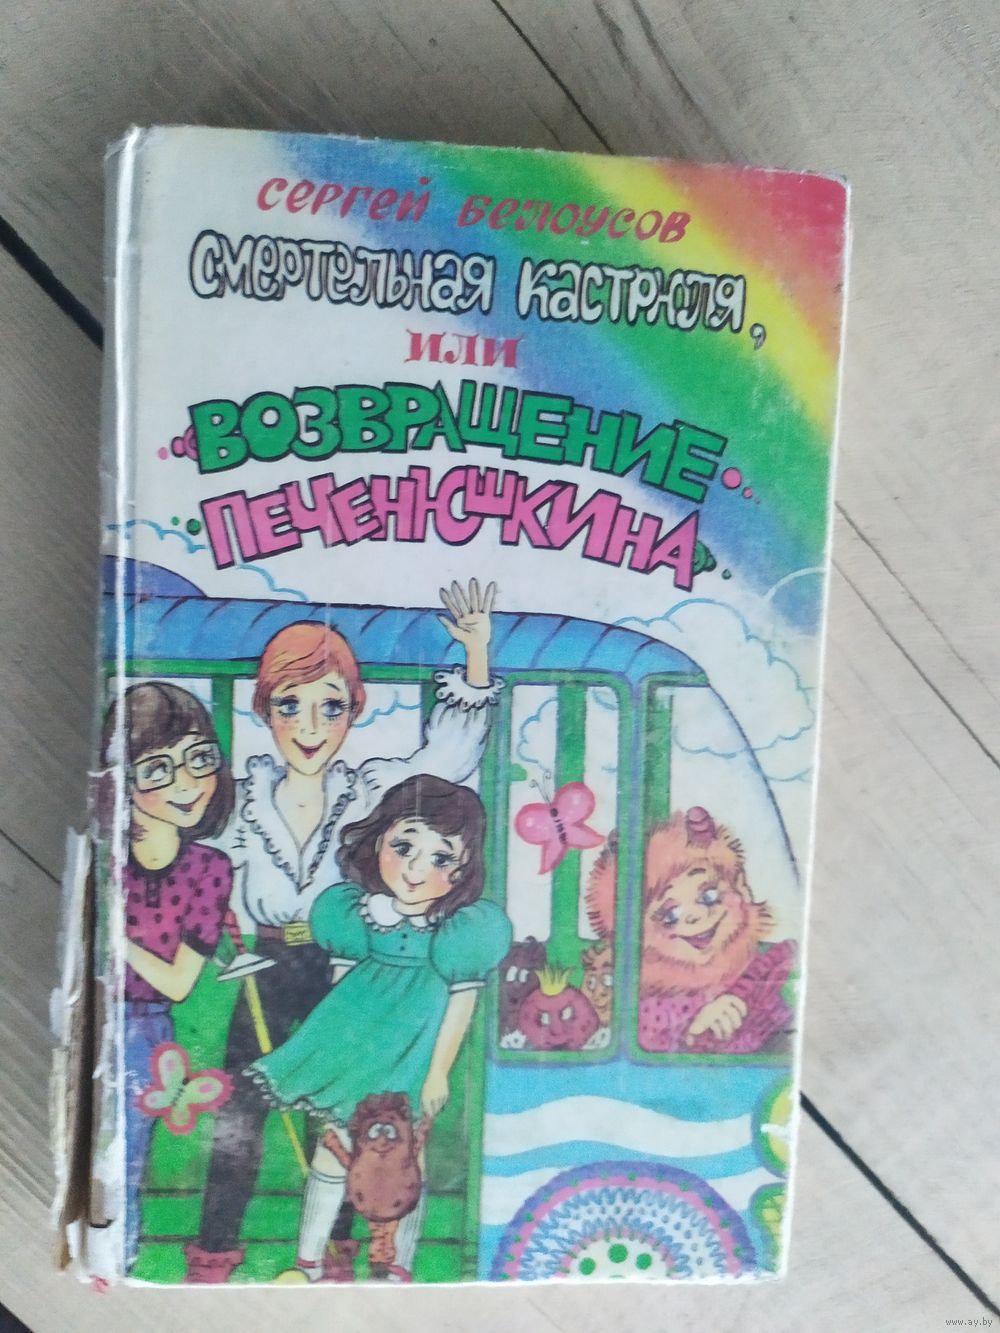 Сергей Белоусов
Смертельная кастрюля,
или
Возвращение
Печенюшкина
www.ay.by